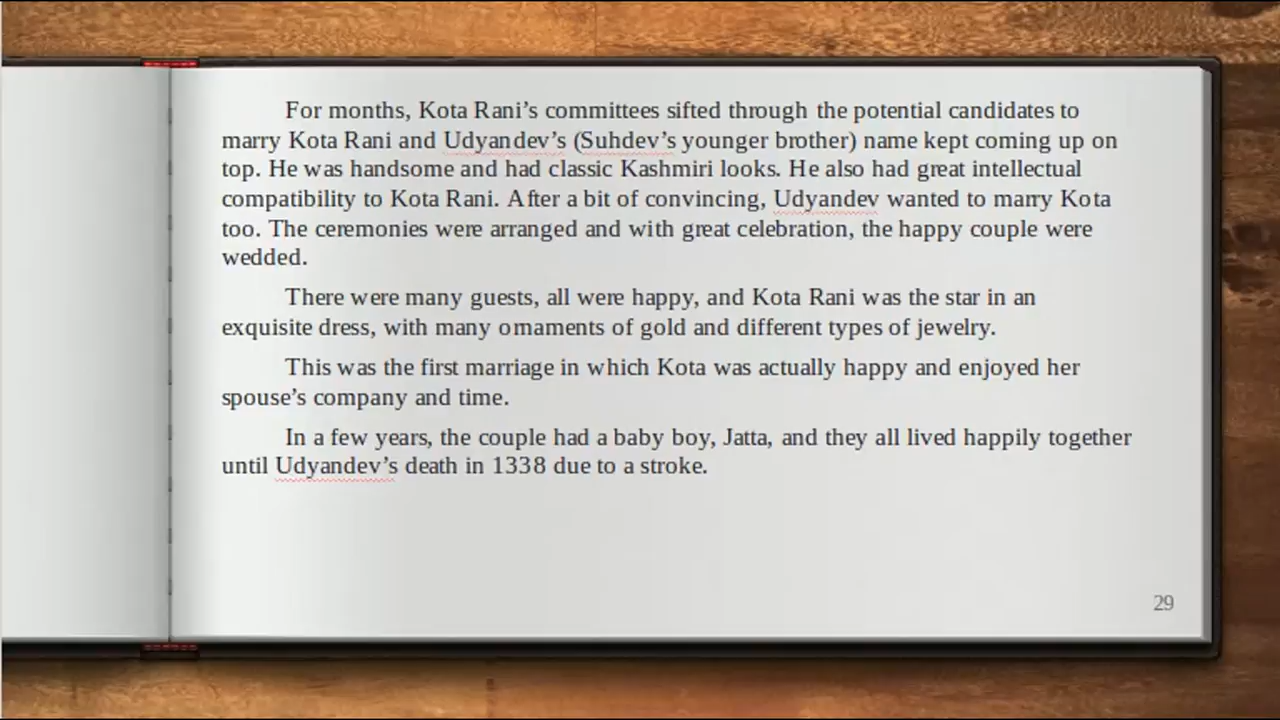 For months, Kota Rani’s committees sifted through the potential candidates to
marry Kota Rani and Udyandev’s (Suhdev’s younger brother) name kept coming up on
top. He was handsome and had classic Kashmiri looks. He also had great intellectual
compatibility to Kota Rani. After a bit of convincing, Udyandev wanted to marry Kota
too. The ceremonies were arranged and with great celebration, the happy couple were
wedded.
There were many guests, all were happy, and Kota Rani was the star in an
exquisite dress, with many ornaments of gold and different types of jewelry.
This was the first marriage in which Kota was actually happy and enjoyed her
spouse’s company and time.
In a few years, the couple had a baby boy, Jatta, and they all lived happily together
until Udyandev’s death in 1338 due to a stroke.
29